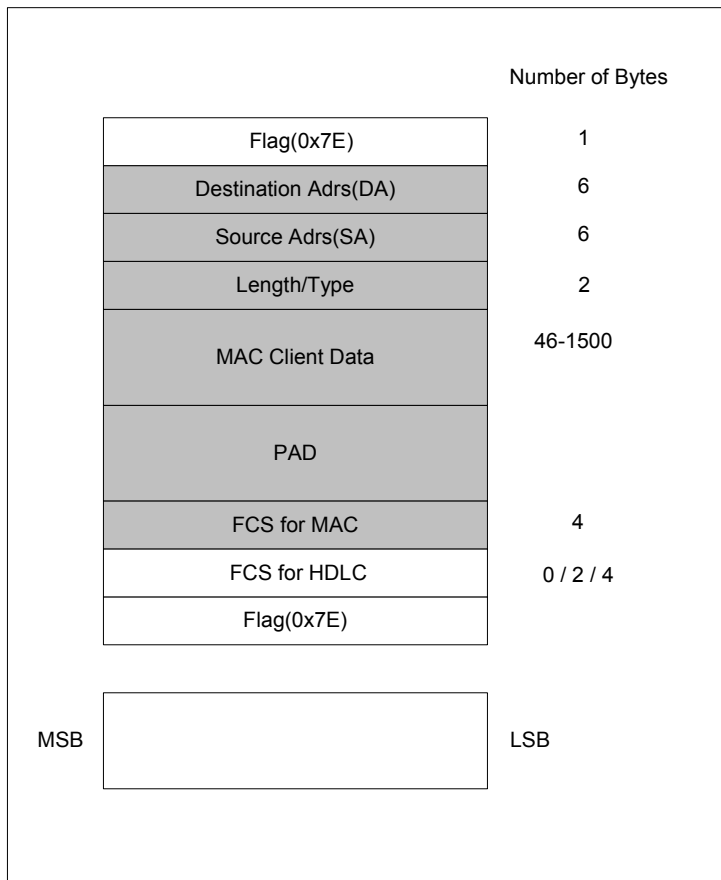 Number of Bytes
Flag(0x7E) 1
Destination Adrs(DA) 6
Source Adrs(SA) 6
Length/Type 2
MAC Client Data 46-1500
PAD
FCS for MAC 4
FCS for HDLC 0 / 2 / 4
Flag(0x7E)
MSB LSB